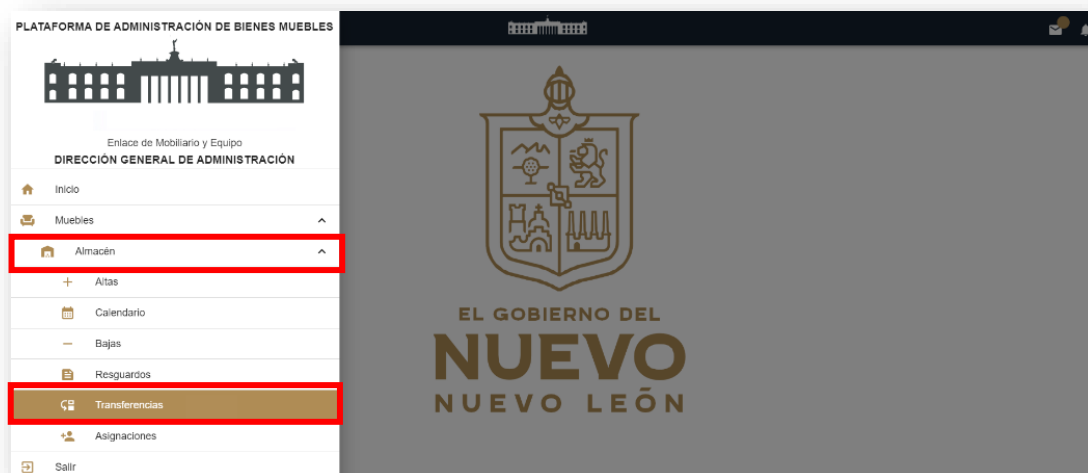 PLATAFORMA DE ADMINISTRACIÓN DE BIENES MUEBLES
Enlace de Mobiliario y Equipo
DIRECCIÓN GENERAL DE ADMINISTRACIÓN
Inicio
Muebles
Almacén
Altas
Calendario
Bajas
Resguardos
Transferencias
Asignaciones
Salir
EL GOBIERNO DEL
NUEVO
NUEVO LEÓN